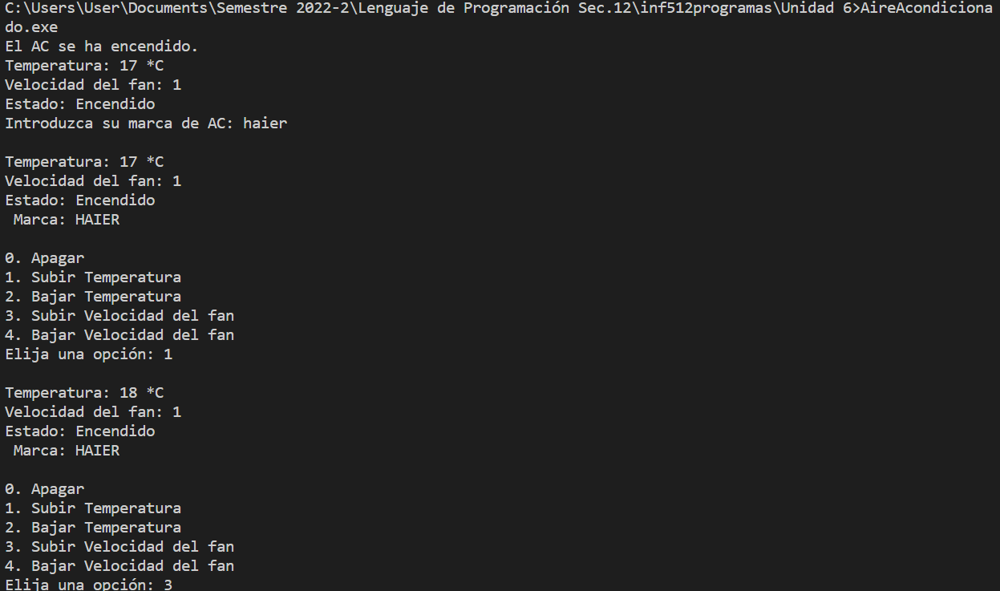 C:\Users\User\Documents\Semestre 2022-2\Lenguaje de Programación Sec.12\inf512programas\Unidad 6>AireAcondiciona
do.exe
El AC se ha encendido.
Temperatura: 17 *C
Velocidad del fan: 1
Estado: Encendido
Introduzca su marca de AC: haier

Temperatura: 17 *C
Velocidad del fan: 1
Estado: Encendido
 Marca: HAIER

0. Apagar
1. Subir Temperatura
2. Bajar Temperatura
3. Subir Velocidad del fan
4. Bajar Velocidad del fan
Elija una opción: 1

Temperatura: 18 *C
Velocidad del fan: 1
Estado: Encendido
 Marca: HAIER

0. Apagar
1. Subir Temperatura
2. Bajar Temperatura
3. Subir Velocidad del fan
4. Bajar Velocidad del fan
Elija una opción: 3